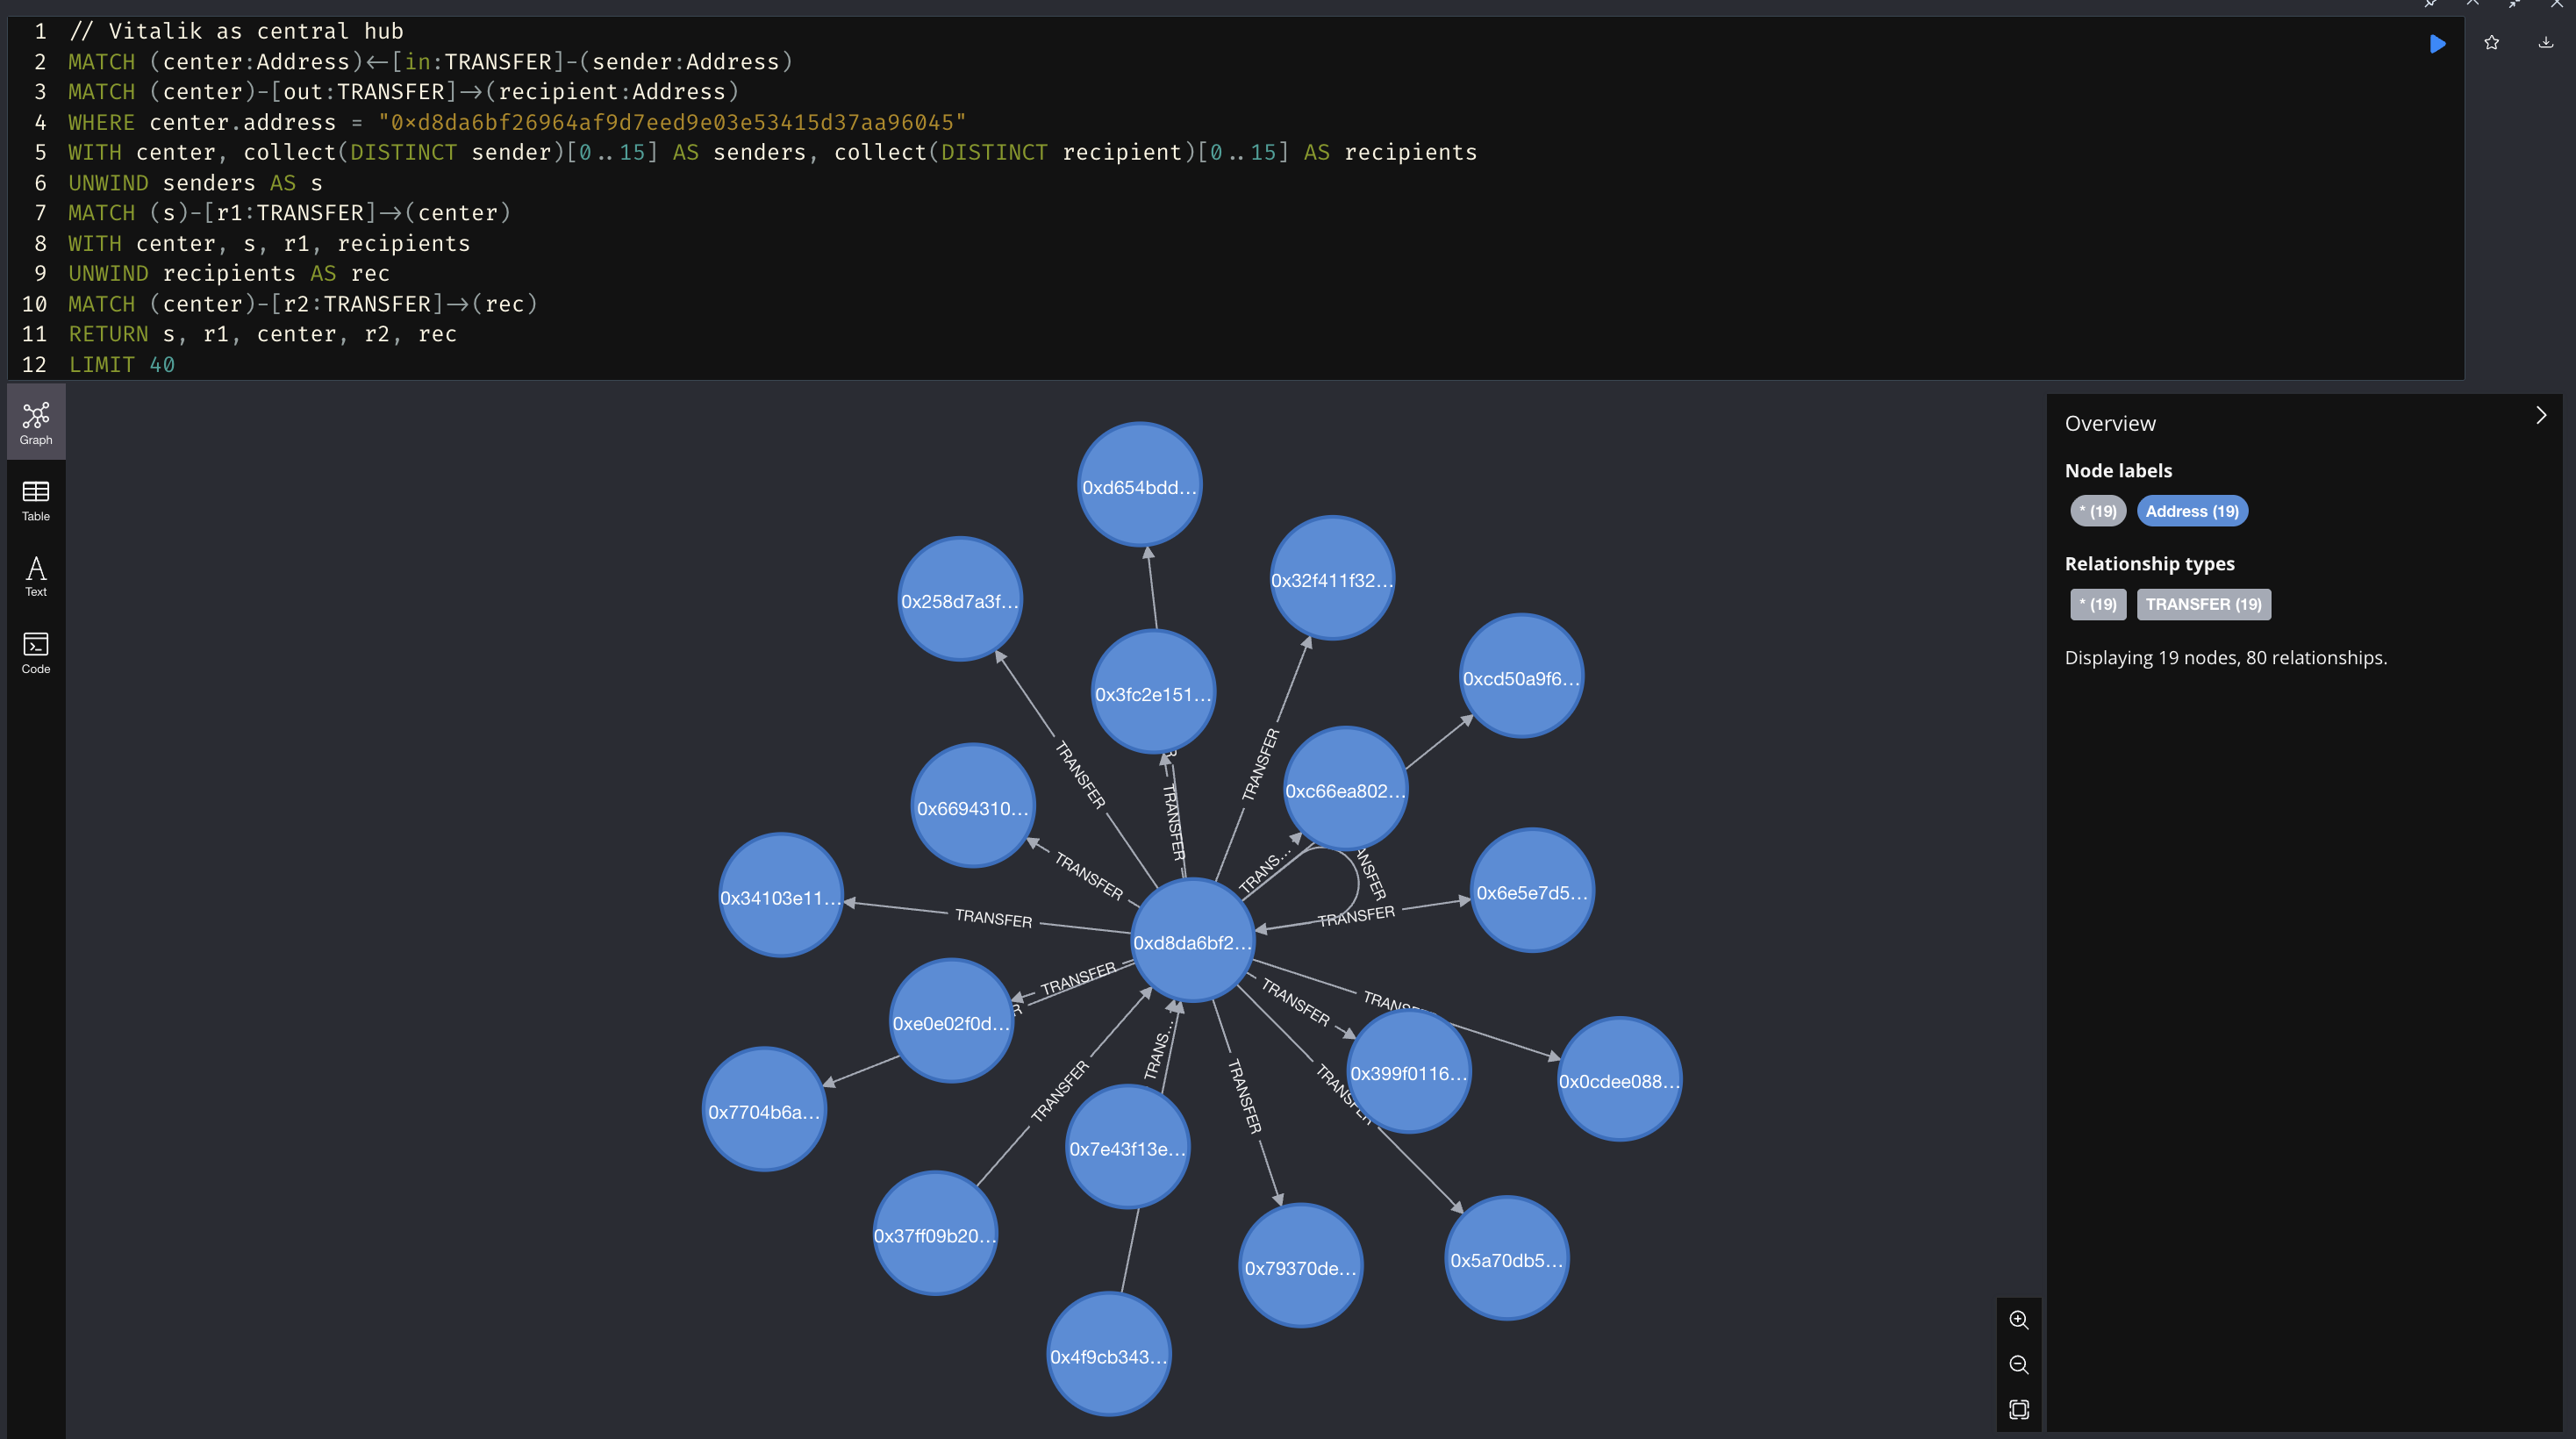 1 // Vitalik as central hub
2 MATCH (center:Address)<-[in:TRANSFER]-(sender:Address)
3 MATCH (center)-[out:TRANSFER]->(recipient:Address)
4 WHERE center.address = "0xd8da6bf26964af9d7eed9e03e53415d37aa96045"
5 WITH center, collect(DISTINCT sender)[0..15] AS senders, collect(DISTINCT recipient)[0..15] AS recipients
6 UNWIND senders AS s
7 MATCH (s)-[r1:TRANSFER]->(center)
8 WITH center, s, r1, recipients
9 UNWIND recipients AS rec
10 MATCH (center)-[r2:TRANSFER]->(rec)
11 RETURN s, r1, center, r2, rec
12 LIMIT 40
Graph
Table
Text
Code
0xd654bdd...
0x32f411f32...
0x258d7a3f...
0xcd50a9f6...
0x3fc2e151...
TRANSFER
TRANSFER
TRANSFER
0xc66ea802...
0x6694310...
TRANS...
TRANSFER
0x34103e11...
TRANSFER
0x6e5e7d5...
TRANSFER
0xd8da6bf2...
TRANSFER
TRANSFER
0xe0e02f0d...
TRANS...
0x399f0116...
0x0cdee088...
TRANSFER
TRANSFER
0x7704b6a...
0x7e43f13e...
0x37ff09b20...
0x79370de...
0x5a70db5...
0x4f9cb343...
Overview
Node labels
* (19) Address (19)
Relationship types
* (19) TRANSFER (19)
Displaying 19 nodes, 80 relationships.